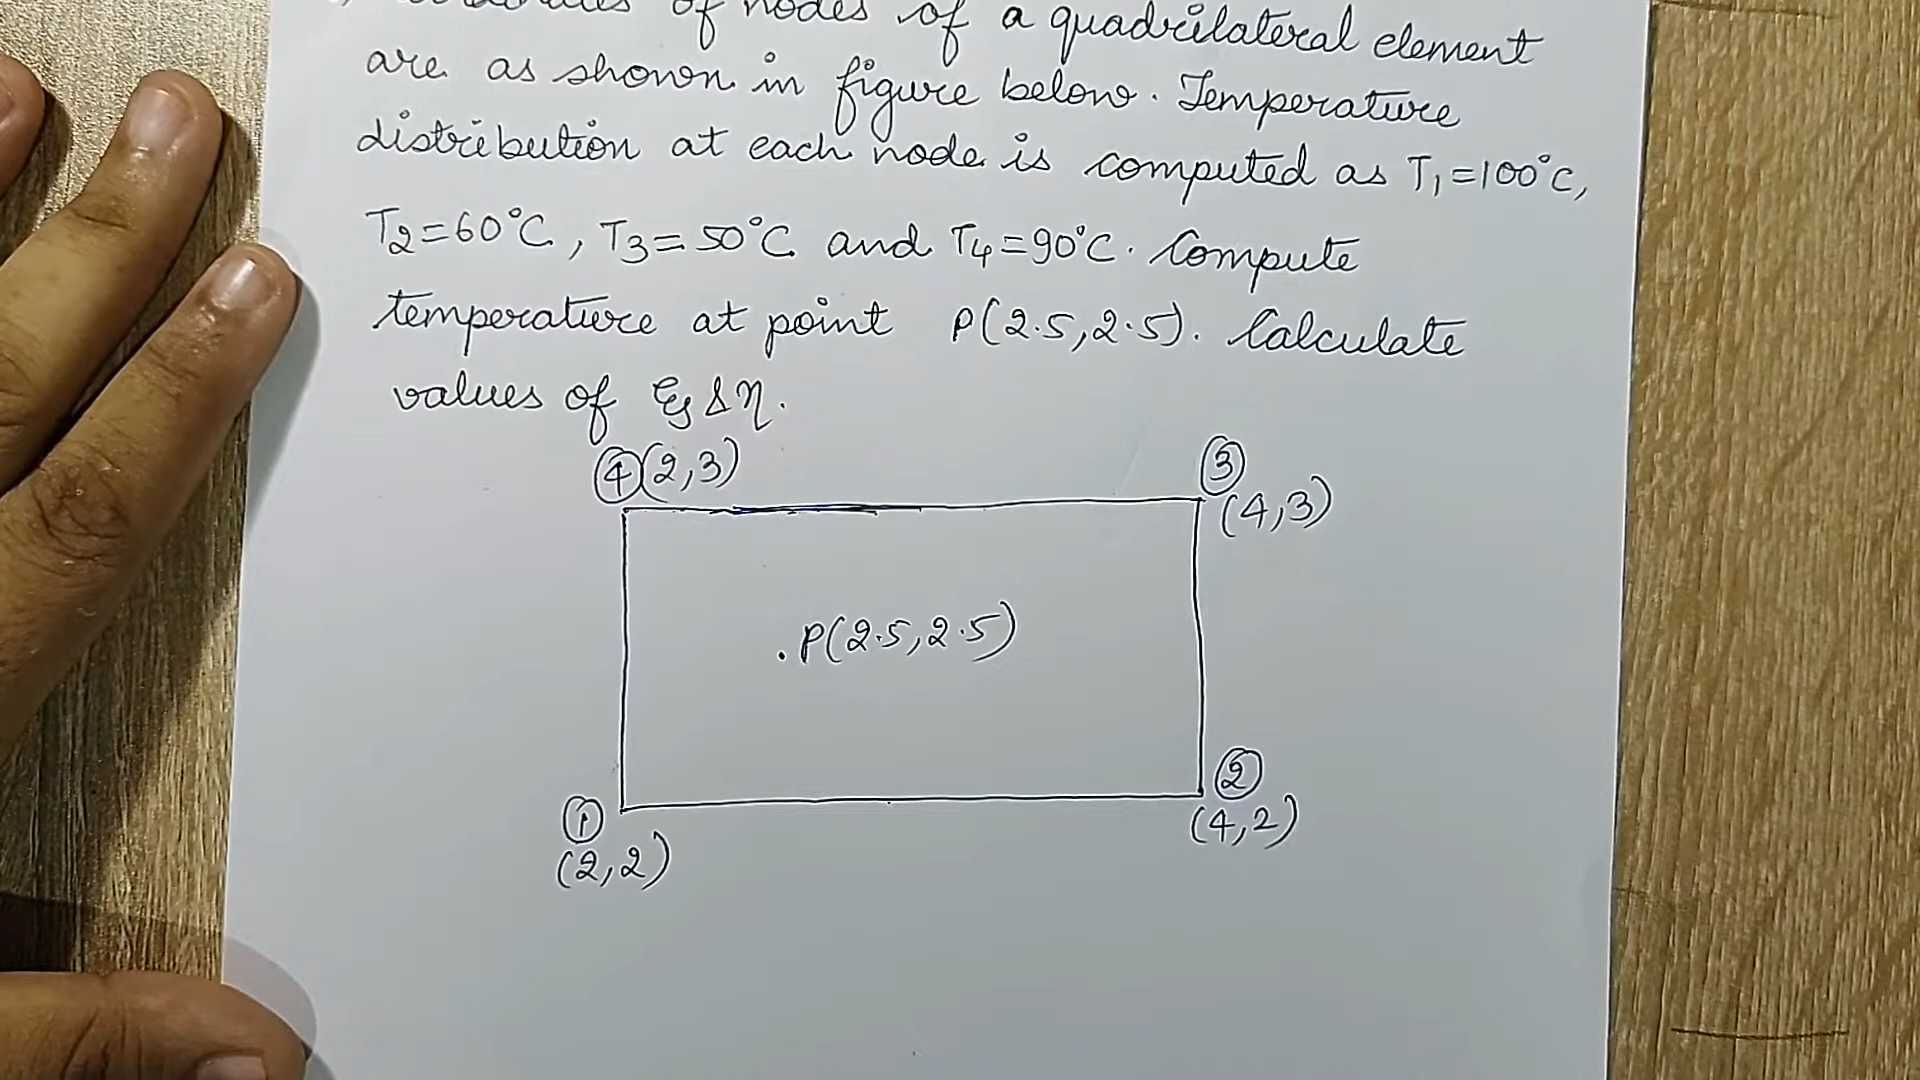 of nodes of a quadrilateral element
are as shown in figure below. Temperature
distribution at each node is computed as T₁=100°C,
T2=60°C, T3=50°C and T4=90°C. Compute
temperature at point P(2.5,2.5). Calculate
values of ξ & η.
④(2,3)
③
(4,3)
.P(2.5,2.5)
②
(4,2)
①
(2,2)